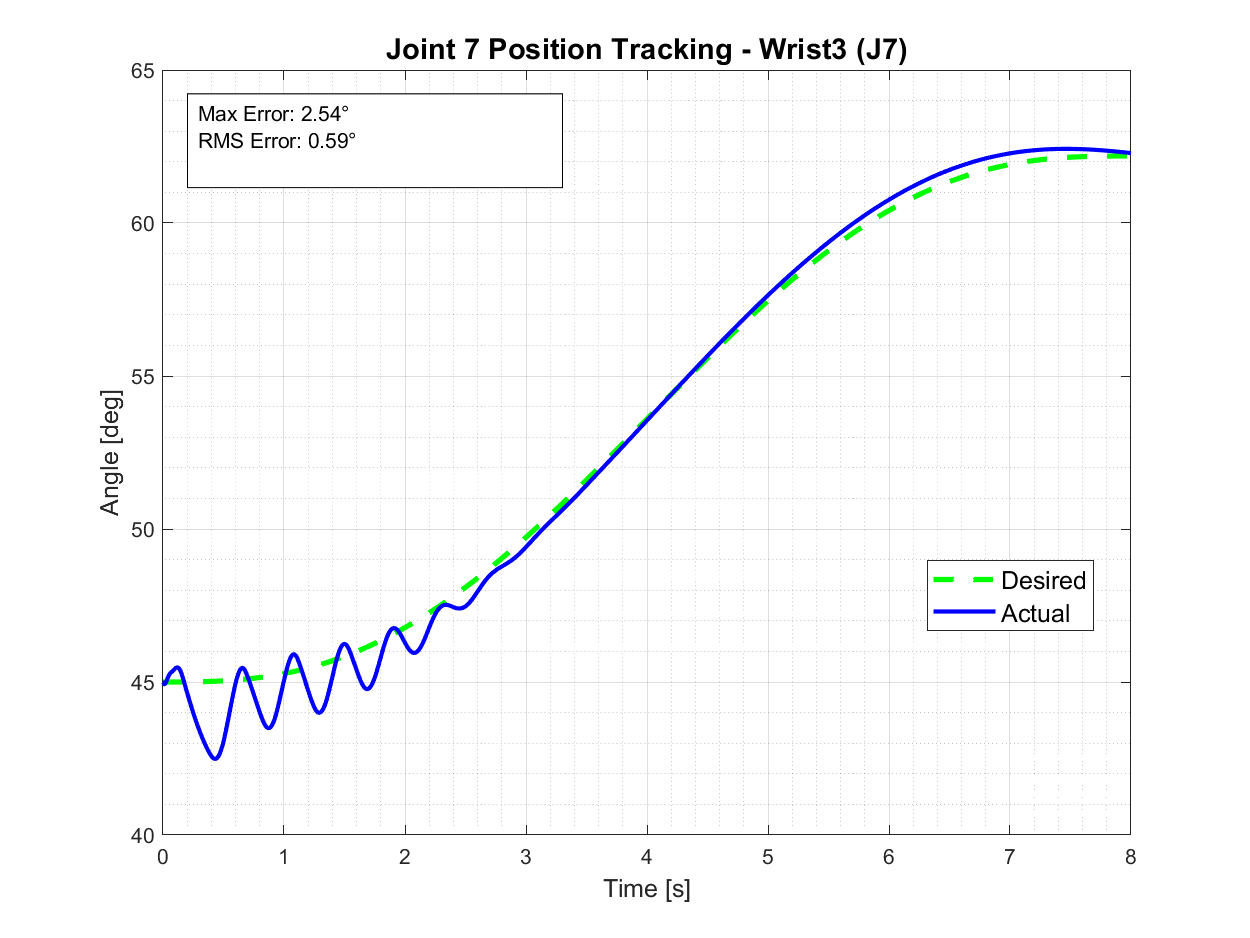 Joint 7 Position Tracking - Wrist3 (J7)
65
Max Error: 2.54°
RMS Error: 0.59°
60
55
50
45
40
Angle [deg]
Desired
Actual
0 1 2 3 4 5 6 7 8
Time [s]